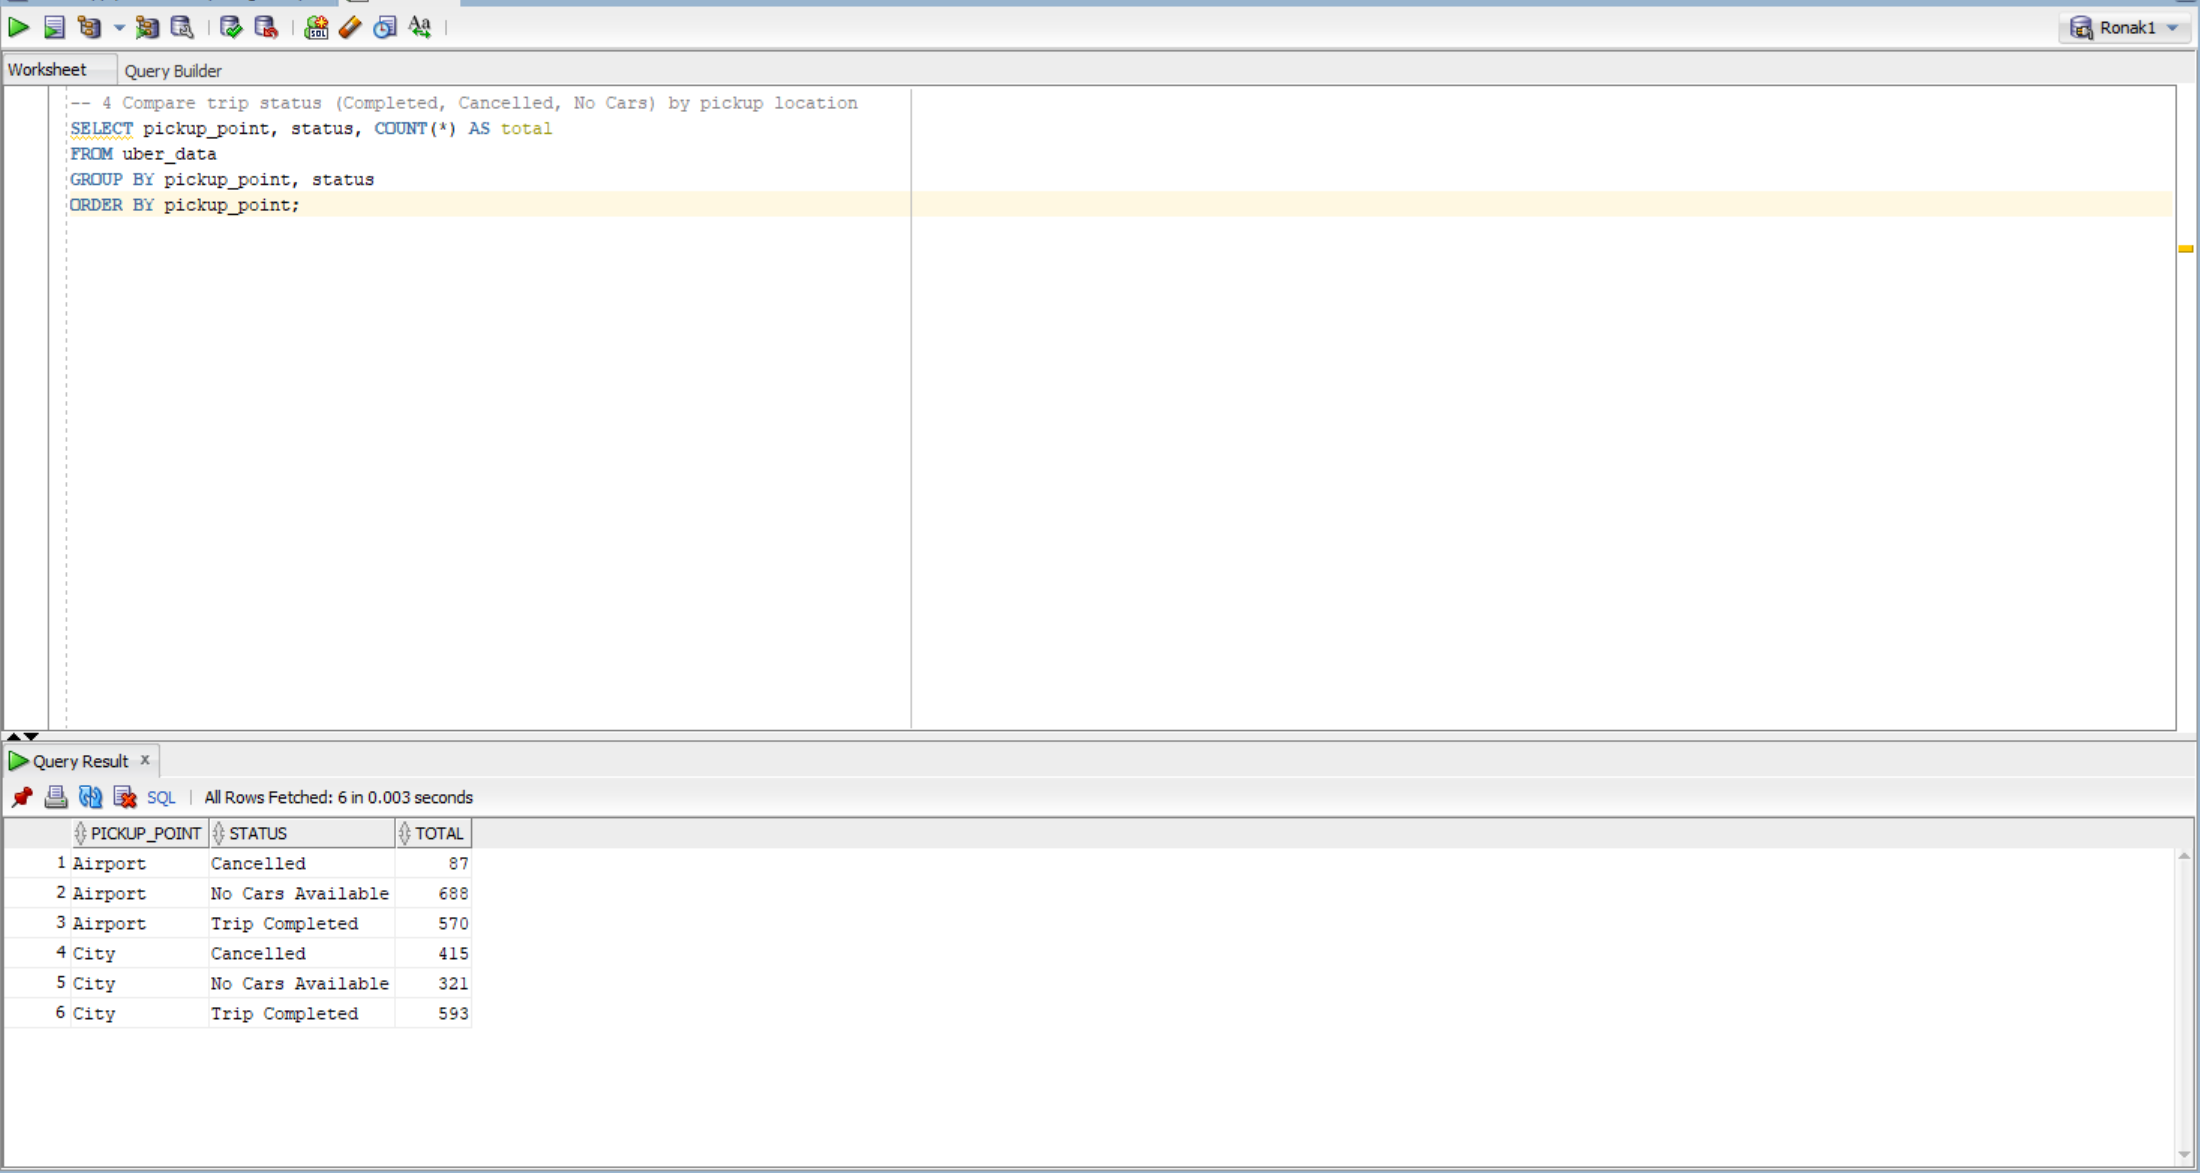 Ronak1
Worksheet Query Builder
-- 4 Compare trip status (Completed, Cancelled, No Cars) by pickup location
SELECT pickup_point, status, COUNT(*) AS total
FROM uber_data
GROUP BY pickup_point, status
ORDER BY pickup_point;
Query Result x
SQL | All Rows Fetched: 6 in 0.003 seconds
PICKUP_POINT STATUS TOTAL
1 Airport Cancelled 87
2 Airport No Cars Available 688
3 Airport Trip Completed 570
4 City Cancelled 415
5 City No Cars Available 321
6 City Trip Completed 593